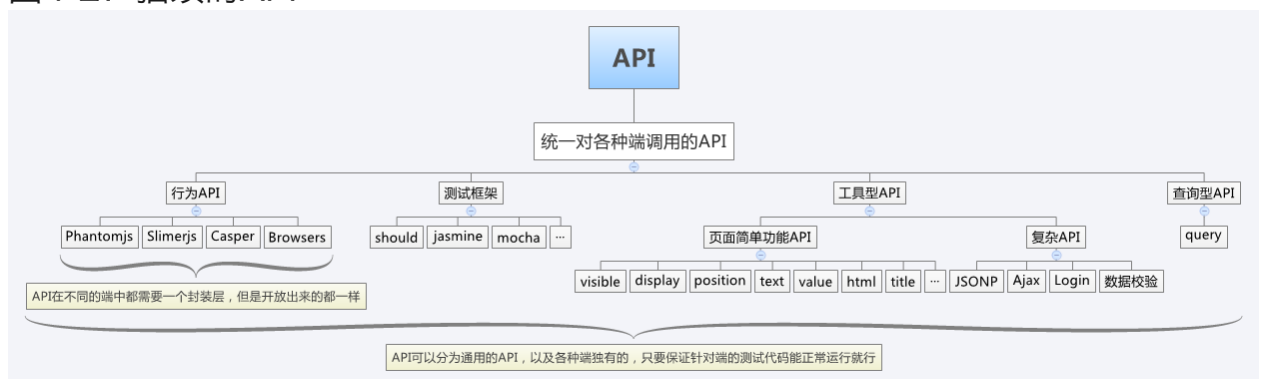 API
统一对各种端调用的API
行为API
测试框架
工具型API
查询型API
Phantomjs
Slimerjs
Casper
Browsers
should
jasmine
mocha
...
页面简单功能API
复杂API
query
visible
display
position
text
value
html
title
...
JSONP
Ajax
Login
数据校验
API在不同的端中都需要一个封装层，但是开放出来的都一样
API可以分为通用的API，以及各种端独有的，只要保证针对端的测试代码能正常运行就行